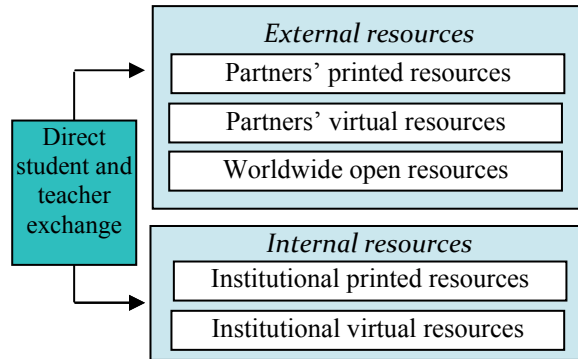 External resources
Partners’ printed resources
Partners’ virtual resources
Worldwide open resources
Direct
student and
teacher
exchange
Internal resources
Institutional printed resources
Institutional virtual resources